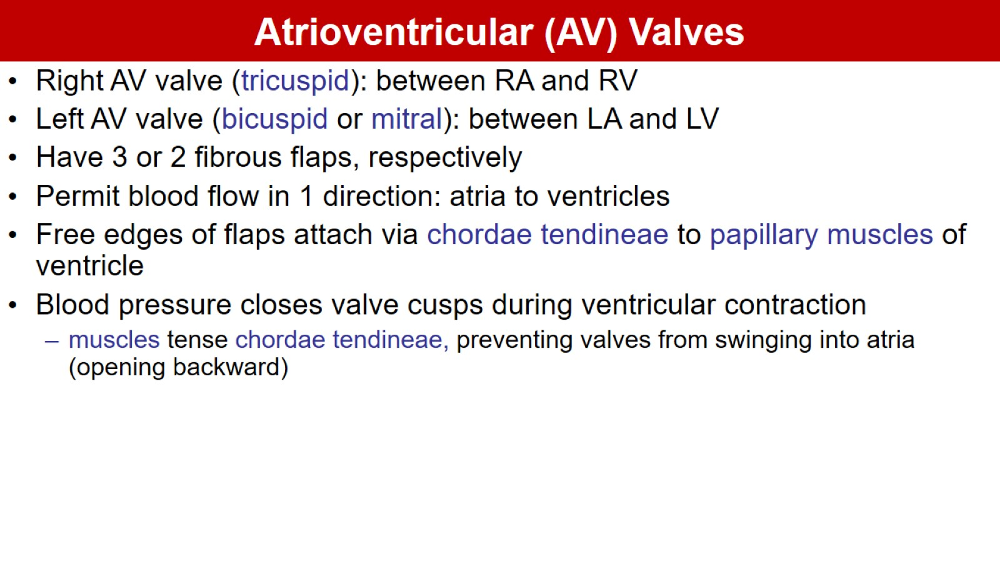 Atrioventricular (AV) Valves
• Right AV valve (tricuspid): between RA and RV
• Left AV valve (bicuspid or mitral): between LA and LV
• Have 3 or 2 fibrous flaps, respectively
• Permit blood flow in 1 direction: atria to ventricles
• Free edges of flaps attach via chordae tendineae to papillary muscles of
ventricle
• Blood pressure closes valve cusps during ventricular contraction
– muscles tense chordae tendineae, preventing valves from swinging into atria
(opening backward)